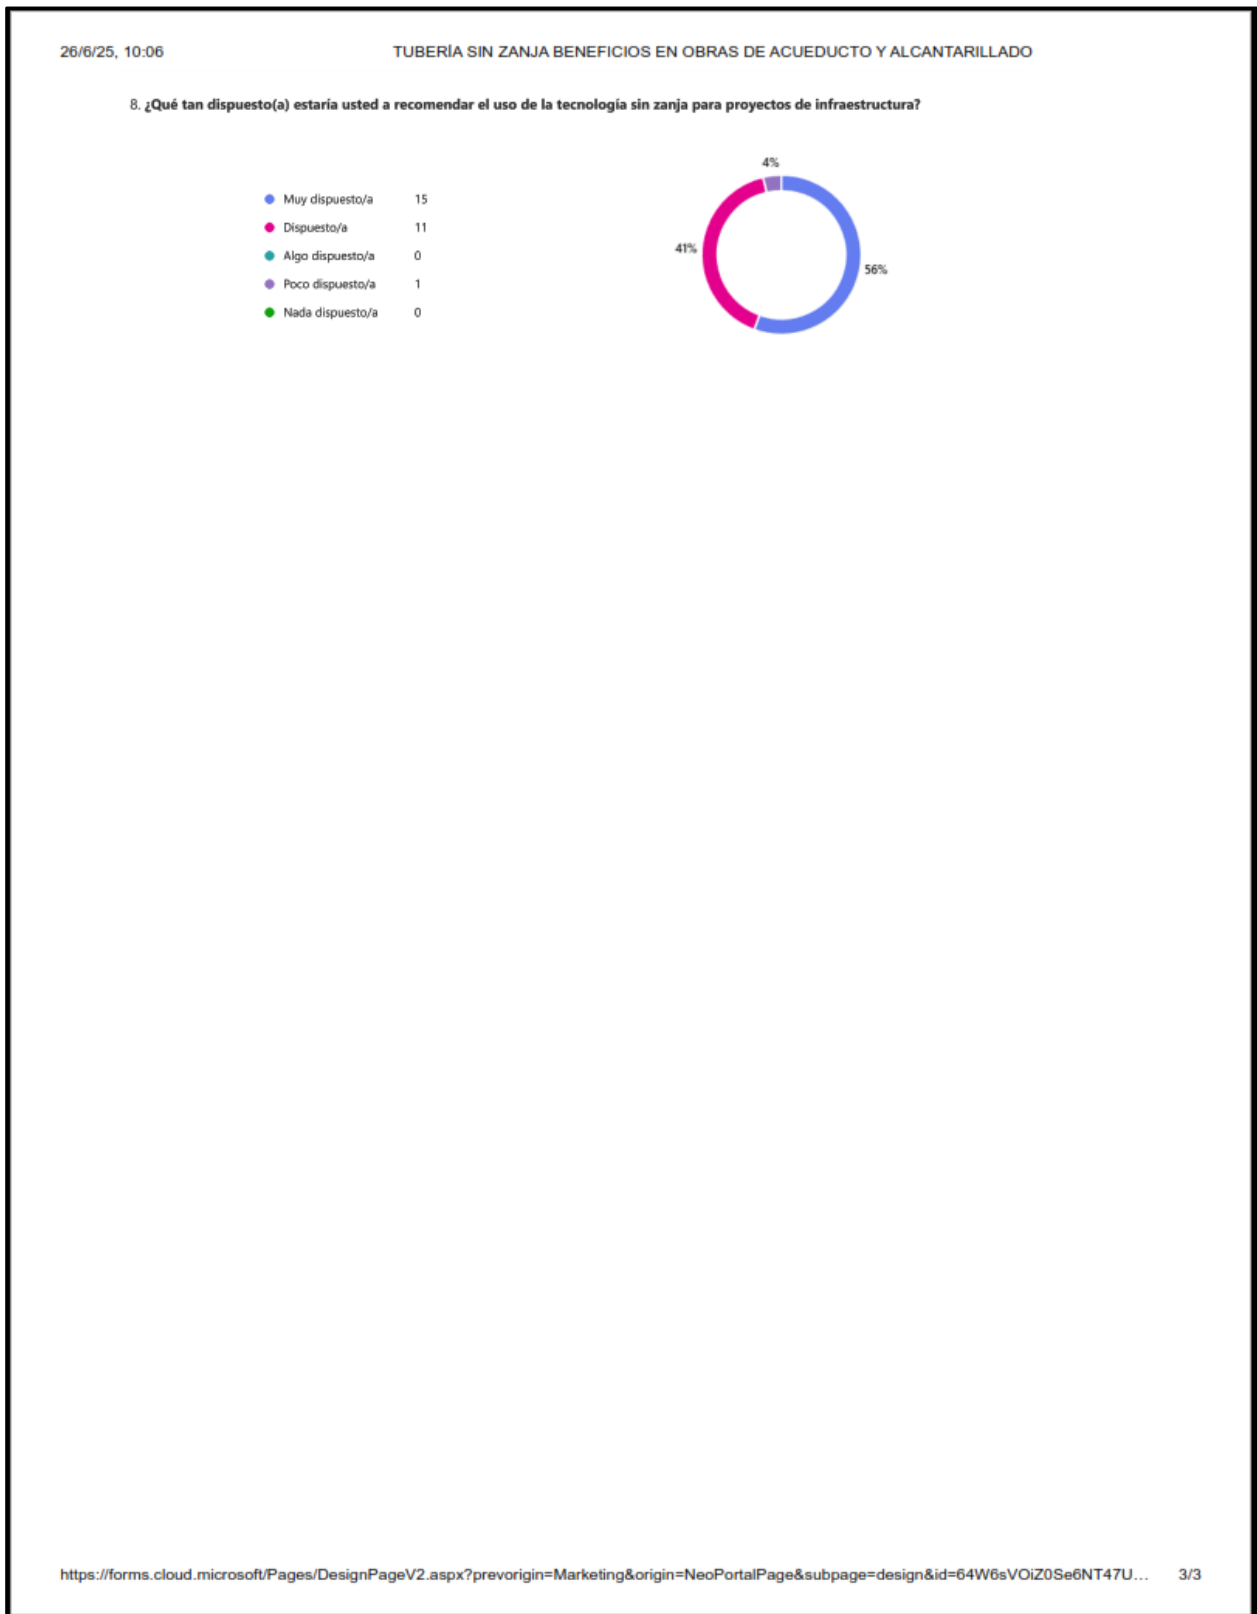 26/6/25, 10:06 TUBERÍA SIN ZANJA BENEFICIOS EN OBRAS DE ACUEDUCTO Y ALCANTARILLADO
8. ¿Qué tan dispuesto(a) estaría usted a recomendar el uso de la tecnología sin zanja para proyectos de infraestructura?
Muy dispuesto/a 15
Dispuesto/a 11
Algo dispuesto/a 0
Poco dispuesto/a 1
Nada dispuesto/a 0
4%
41%
56%
https://forms.cloud.microsoft/Pages/DesignPageV2.aspx?prevorigin=Marketing&origin=NeoPortalPage&subpage=design&id=64W6sVOiZ0Se6NT47U... 3/3